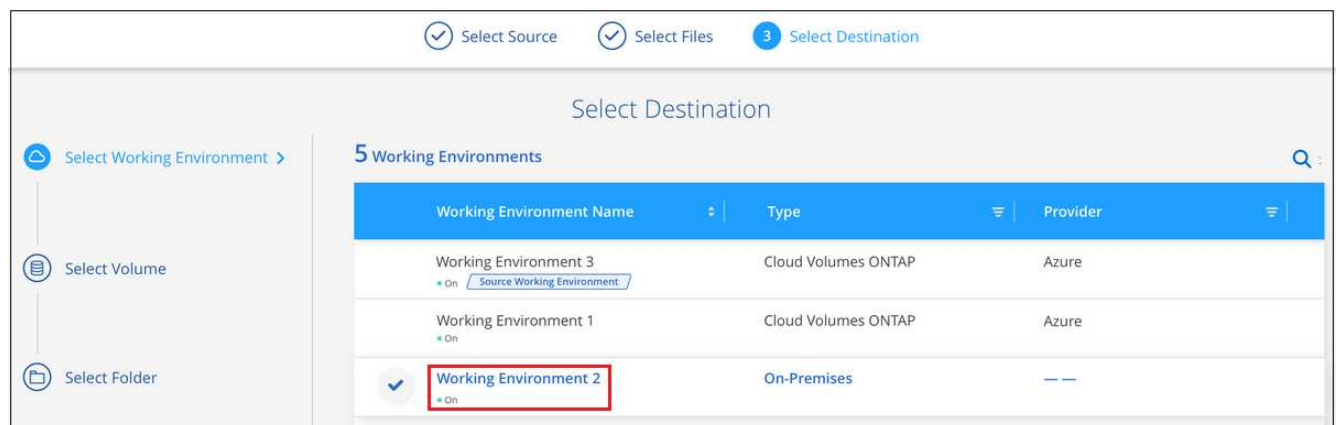 Select Source
Select Files
3 Select Destination
Select Destination
Select Working Environment
5 Working Environments
Working Environment Name Type Provider
Working Environment 3 Cloud Volumes ONTAP Azure
On Source Working Environment
Select Volume
Working Environment 1 Cloud Volumes ONTAP Azure
On
Select Folder
Working Environment 2 On-Premises — —
On